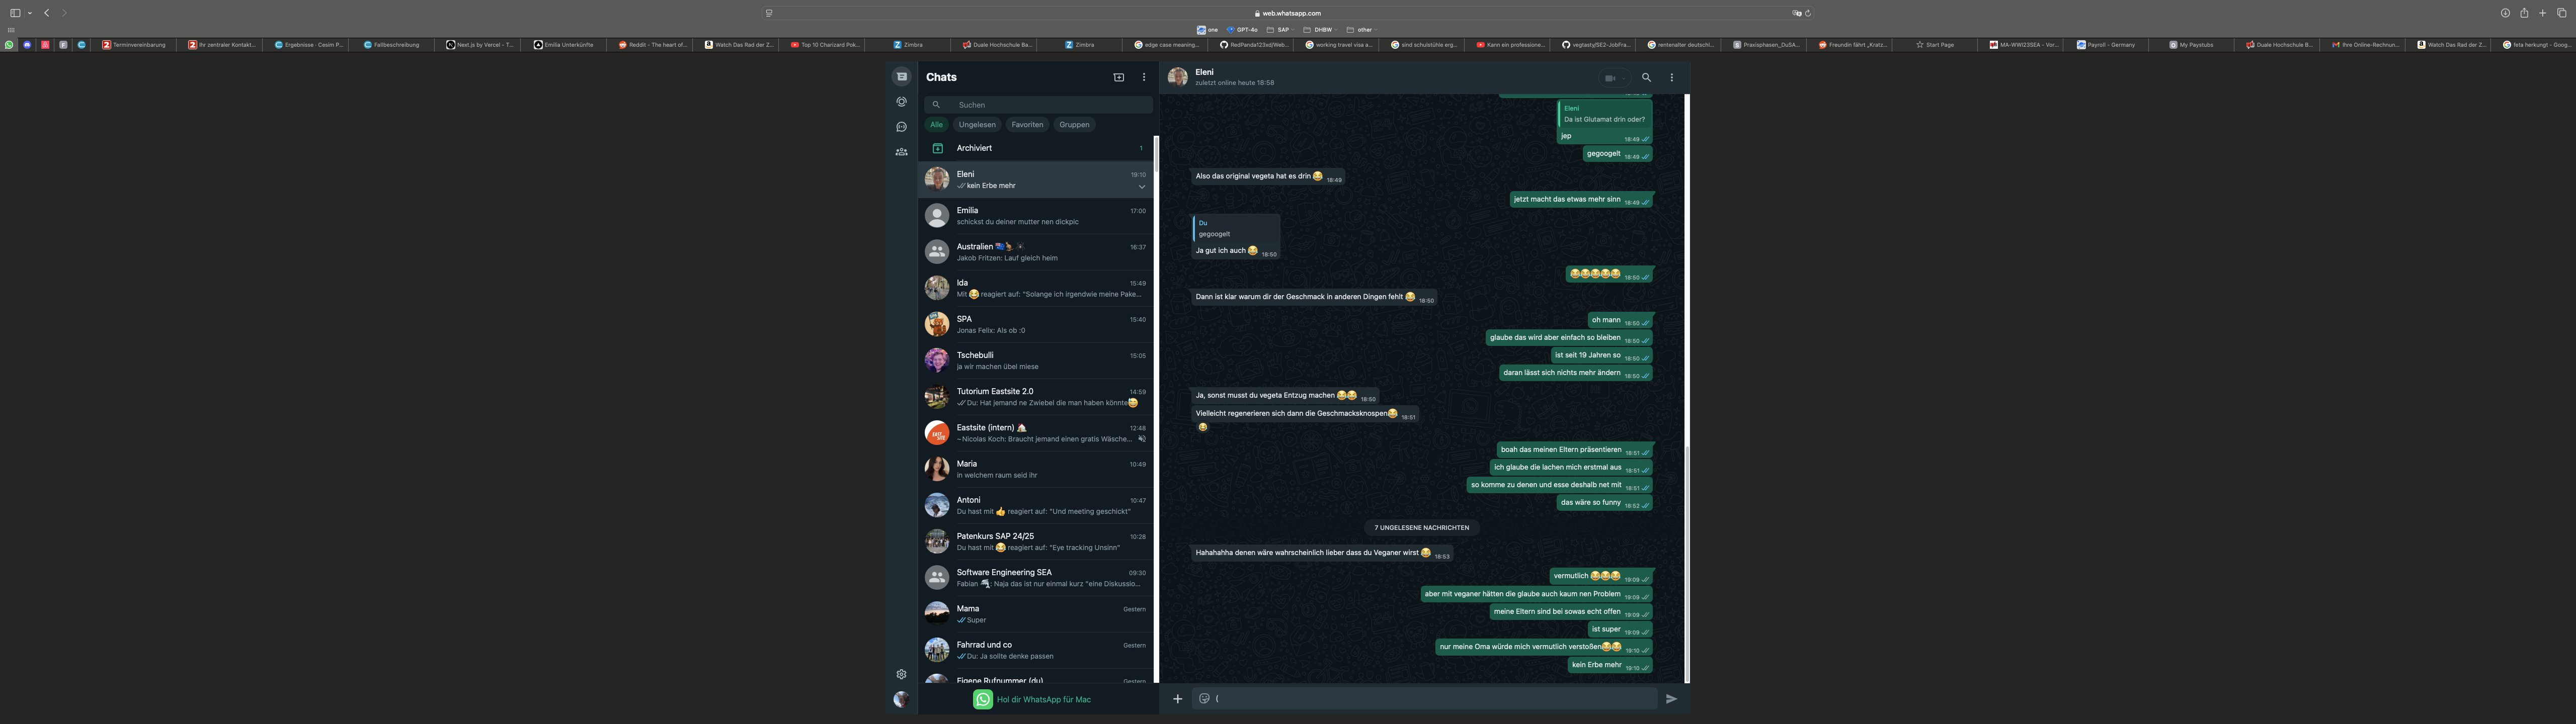 web.whatsapp.com
one GPT-4o SAP DHBW other
Terminvereinbarung
Ihr zentraler Kontakt...
Ergebnisse - Cesim P...
Fallbeschreibung
Next.js by Vercel - T...
Emilia Unterkünfte
Reddit - The heart of...
Watch Das Rad der Z...
Top 10 Charizard Pok...
Zimbra
Duale Hochschule Ba...
Zimbra
edge case meaning...
RedPanda123sd/Web...
working travel visa a...
sind schulstühle erg...
Kann ein professione...
vegtasty/SE2-JobFra...
rentenalter deutschl...
Praxisphasen_DuSA...
Freundin fährt „Kratz...
Start Page
MA-WWI23SEA - Vor...
Payroll - Germany
My Paystubs
Duale Hochschule B...
Ihre Online-Rechnun...
Watch Das Rad der Z...
feta herkungt - Goog...
Chats
Suchen
Alle Ungelesen Favoriten Gruppen
Archiviert 1
Eleni 19:10
kein Erbe mehr
Emilia 17:00
schickst du deiner mutter nen dickpic
Australien 16:37
Jakob Fritzen: Lauf gleich heim
Ida 15:49
Mit 😂 reagiert auf: "Solange ich irgendwie meine Pake...
SPA 15:40
Jonas Felix: Als ob :0
Tschebulli 15:05
ja wir machen übel miese
Tutorium Eastsite 2.0 14:59
Du: Hat jemand ne Zwiebel die man haben könnte😅
Eastsite (intern) 12:48
~Nicolas Koch: Braucht jemand einen gratis Wäsche...
Maria 10:49
In welchem raum seid ihr
Antoni 10:47
Du hast mit 👍 reagiert auf: "Und meeting geschickt"
Patenkurs SAP 24/25 10:28
Du hast mit 😂 reagiert auf: "Eye tracking Unsinn"
Software Engineering SEA 09:30
Fabian : Naja das ist nur einmal kurz "eine Diskussio...
Mama Gestern
Super
Fahrrad und co Gestern
Du: Ja sollte denke passen
Eigene Rufnummer (du) Gestern
Hol dir WhatsApp für Mac
Eleni
zuletzt online heute 18:58
Eleni
Da ist Glutamat drin oder?
jep 18:49
gegoogelt 18:49
Also das original vegeta hat es drin 😂 18:49
jetzt macht das etwas mehr sinn 18:49
Du
gegoogelt
Ja gut ich auch 😂 18:50
😂😂😂😂😂 18:50
Dann ist klar warum dir der Geschmack in anderen Dingen fehlt 😂 18:50
oh mann 18:50
glaube das wird aber einfach so bleiben 18:50
ist seit 19 Jahren so 18:50
daran lässt sich nichts mehr ändern 18:50
Ja, sonst musst du vegeta Entzug machen 😂😂 18:50
Vielleicht regenerieren sich dann die Geschmacksknospen😂 18:51
😂
boah das meinen Eltern präsentieren 18:51
ich glaube die lachen mich erstmal aus 18:51
so komme zu denen und esse deshalb net mit 18:51
das wäre so funny 18:52
7 UNGELESENE NACHRICHTEN
Hahahahha denen wäre wahrscheinlich lieber dass du Veganer wirst 😂 18:53
vermutlich 😂😂😂 19:09
aber mit veganer hätten die glaube auch kaum nen Problem 19:09
meine Eltern sind bei sowas echt offen 19:09
ist super 19:09
nur meine Oma würde mich vermutlich verstoßen😂😂 19:10
kein Erbe mehr 19:10
(